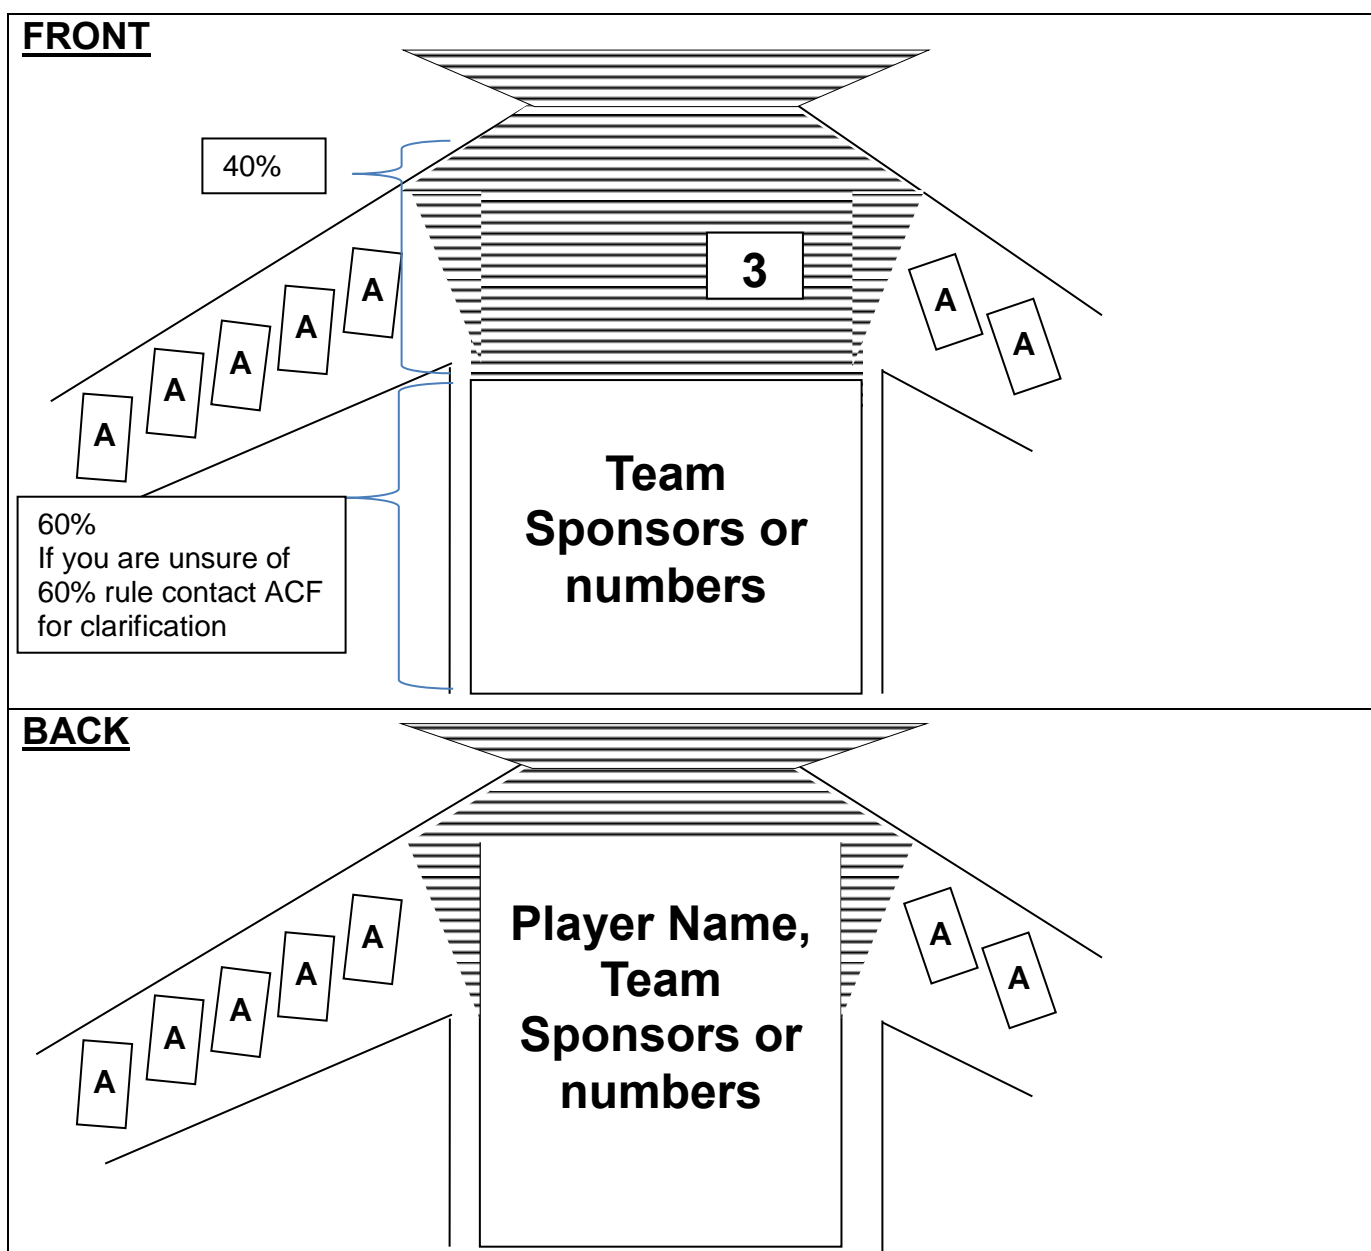 FRONT
40%
3
A
A
A
A
A
A
A
Team
Sponsors or
numbers
60%
If you are unsure of
60% rule contact ACF
for clarification
BACK
A
A
A
A
A
A
A
Player Name,
Team
Sponsors or
numbers